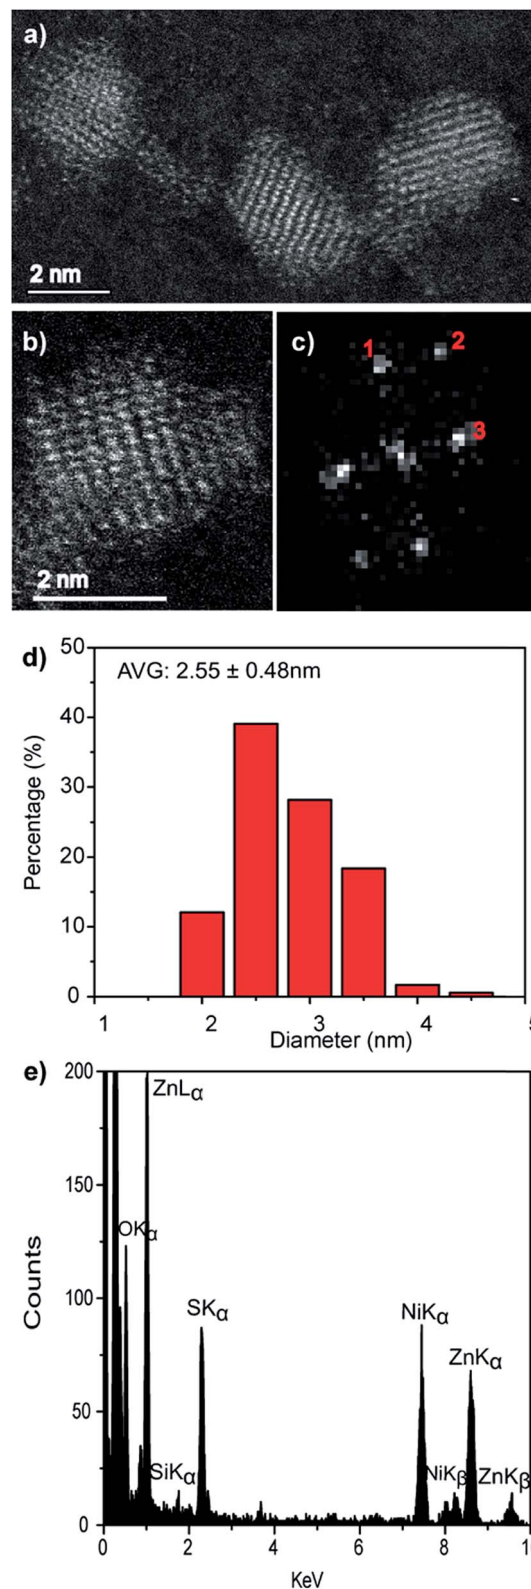 a)
2 nm
b)
2 nm
c)
1
2
3
d)
AVG: 2.55 ± 0.48nm
Percentage (%)
50
40
30
20
10
0
1 2 3 4 5
Diameter (nm)
e)
Counts
200
150
100
50
0
ZnLα
OKα
SKα
SiKα
NiKα
ZnKα
NiKβ
ZnKβ
0 2 4 6 8 10
KeV